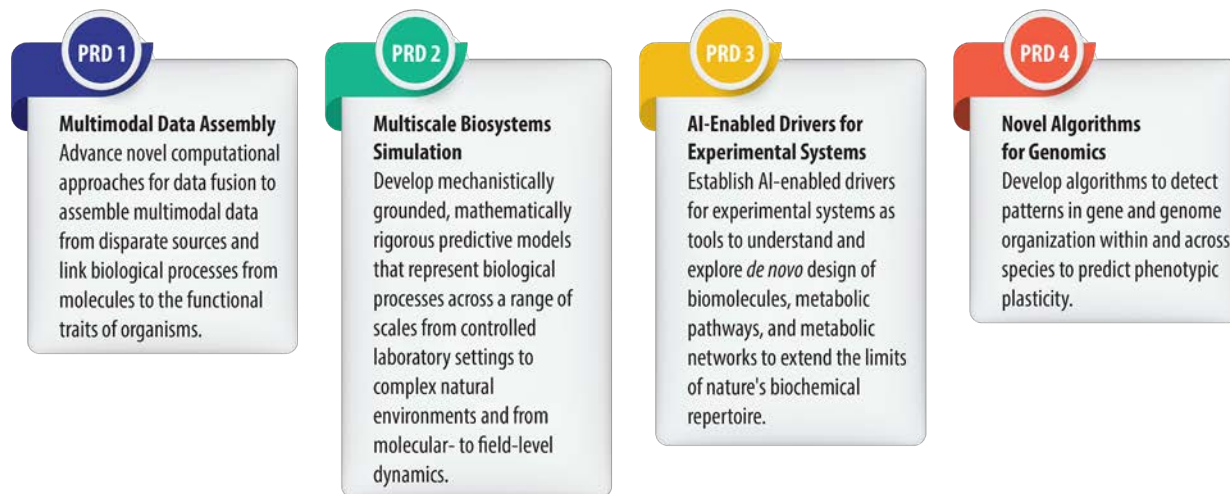 PRD 1
Multimodal Data Assembly
Advance novel computational
approaches for data fusion to
assemble multimodal data
from disparate sources and
link biological processes from
molecules to the functional
traits of organisms.
PRD 2
Multiscale Biosystems
Simulation
Develop mechanistically
grounded, mathematically
rigorous predictive models
that represent biological
processes across a range of
scales from controlled
laboratory settings to
complex natural
environments and from
molecular- to field-level
dynamics.
PRD 3
AI-Enabled Drivers for
Experimental Systems
Establish AI-enabled drivers
for experimental systems as
tools to understand and
explore de novo design of
biomolecules, metabolic
pathways, and metabolic
networks to extend the limits
of nature's biochemical
repertoire.
PRD 4
Novel Algorithms
for Genomics
Develop algorithms to detect
patterns in gene and genome
organization within and across
species to predict phenotypic
plasticity.